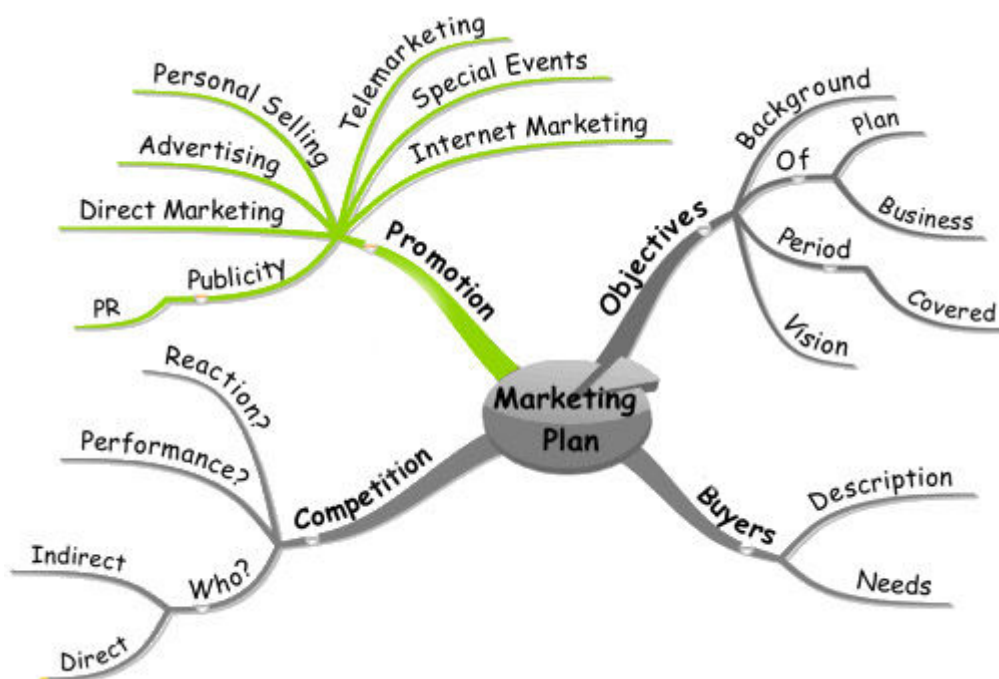 Marketing
Plan
Promotion
Telemarketing
Special Events
Internet Marketing
Personal Selling
Advertising
Direct Marketing
Publicity
PR
Objectives
Background
Of
Plan
Business
Period
Covered
Vision
Buyers
Description
Needs
Competition
Reaction?
Performance?
Who?
Indirect
Direct